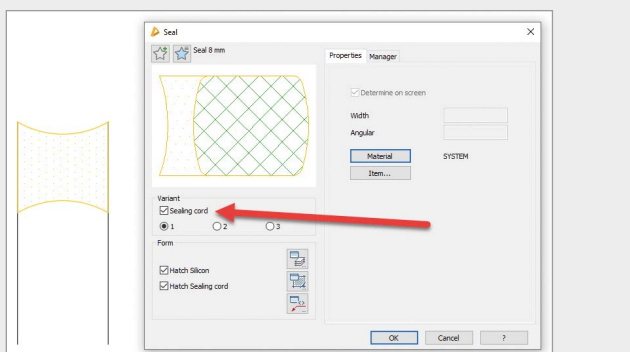 Seal
Seal 8 mm
Properties Manager
Determine on screen
Width
Angular
Material SYSTEM
Item...
Variant
Sealing cord
1 2 3
Form
Hatch Silicon
Hatch Sealing cord
OK Cancel ?